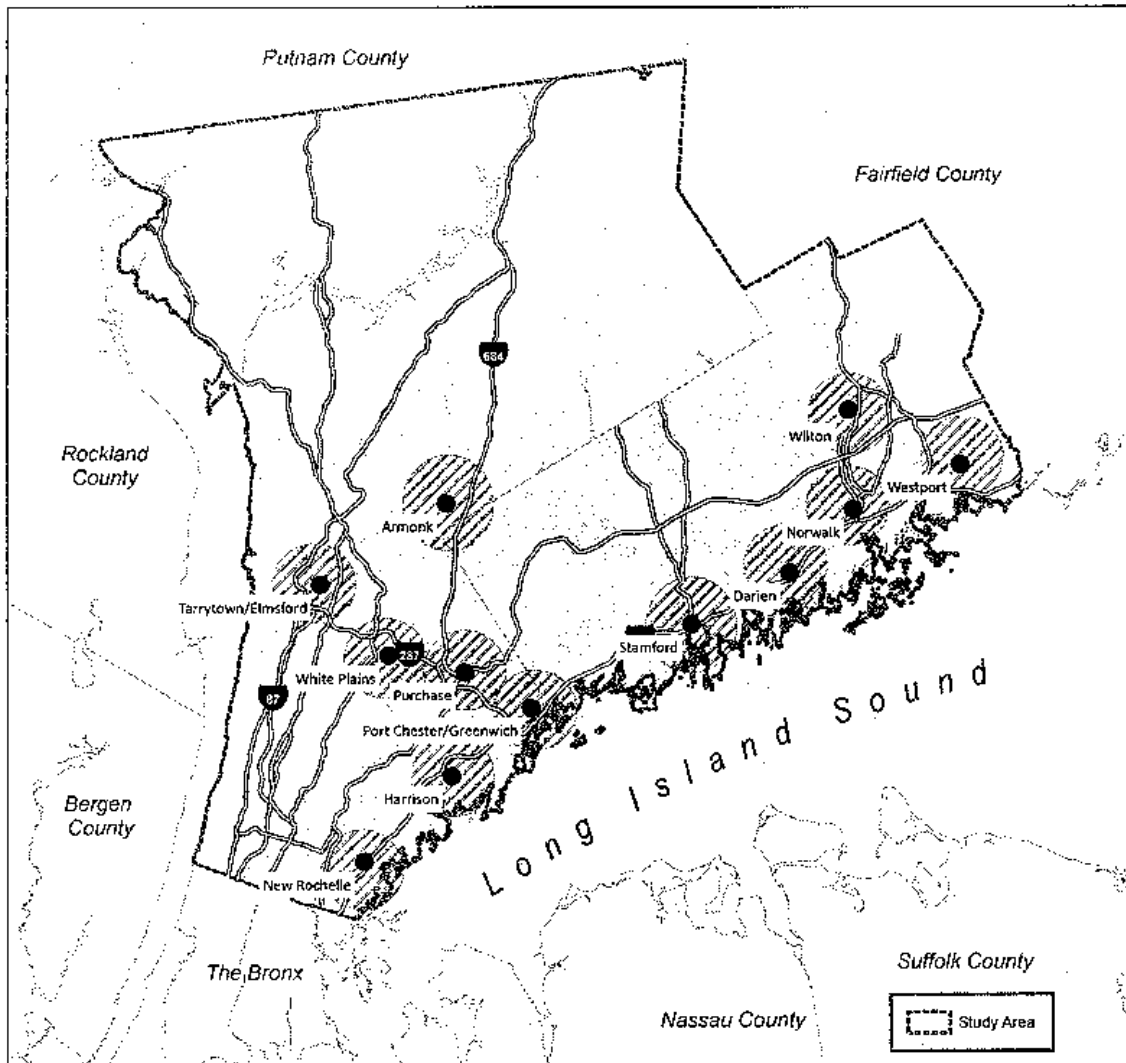 Putnam County
Fairfield County
684
Rockland
County
Wilton
Westport
Armonk
Norwalk
Darien
Tarrytown/Elmsford
Stamford
White Plains
287
Purchase
87
Port Chester/Greenwich
Long Island Sound
Harrison
Bergen
County
New Rochelle
The Bronx
Suffolk County
Nassau County
Study Area